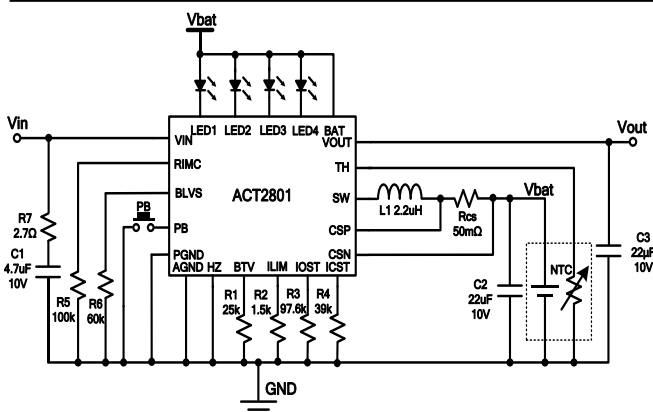 Vbat
LED1 LED2 LED3 LED4 BAT
Vin
VIN
VOUT
Vout
RIMC
TH
BLVS
ACT2801
SW
L1 2.2uH
Rcs
50mΩ
Vbat
PB
PB
CSP
R7
2.7Ω
PGND
CSN
C1
4.7uF
10V
AGND HZ BTV ILIM IOST ICST
NTC
C3
22µF
10V
C2
22uF
10V
R5
100k
R6
60k
R1
25k
R2
1.5k
R3
97.6k
R4
39k
GND